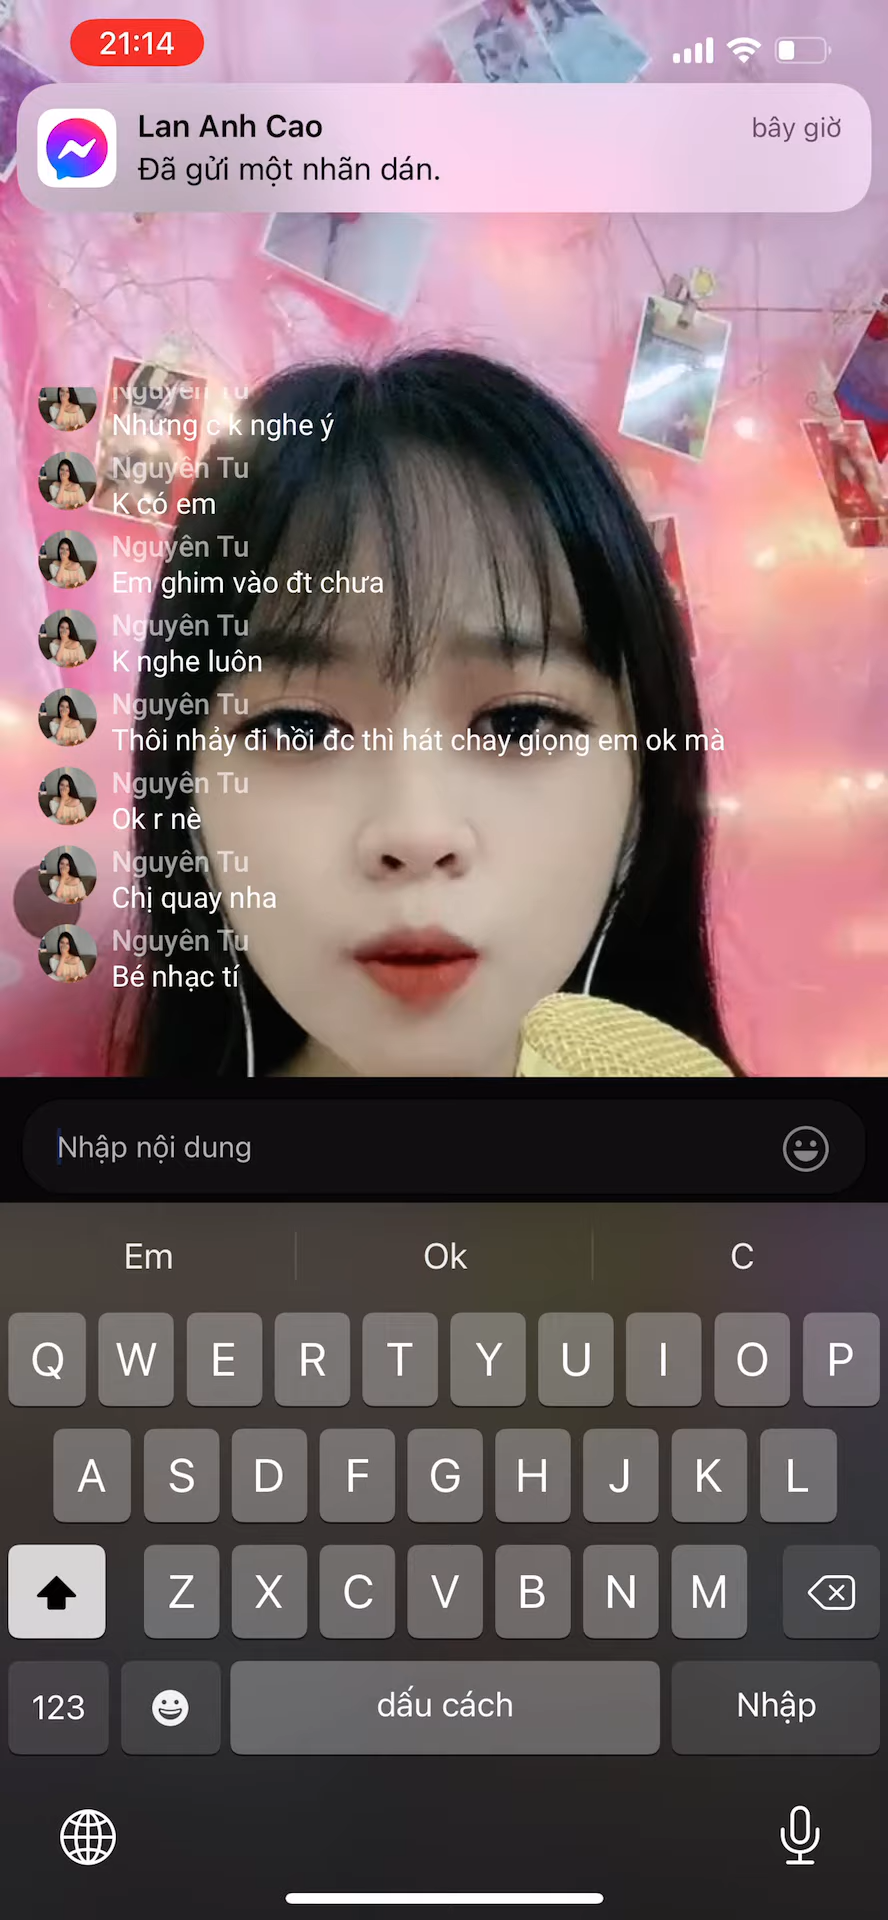 21:14
Lan Anh Cao
bây giờ
Đã gửi một nhãn dán.
Nguyên Tu
Nhưng c k nghe ý
Nguyên Tu
K có em
Nguyên Tu
Em ghim vào đt chưa
Nguyên Tu
K nghe luôn
Nguyên Tu
Thôi nhảy đi hồi đc thì hát chay giọng em ok mà
Nguyên Tu
Ok r nè
Nguyên Tu
Chị quay nha
Nguyên Tu
Bé nhạc tí
Nhập nội dung
Em Ok C
Q W E R T Y U I O P
A S D F G H J K L
Z X C V B N M
123 dấu cách Nhập